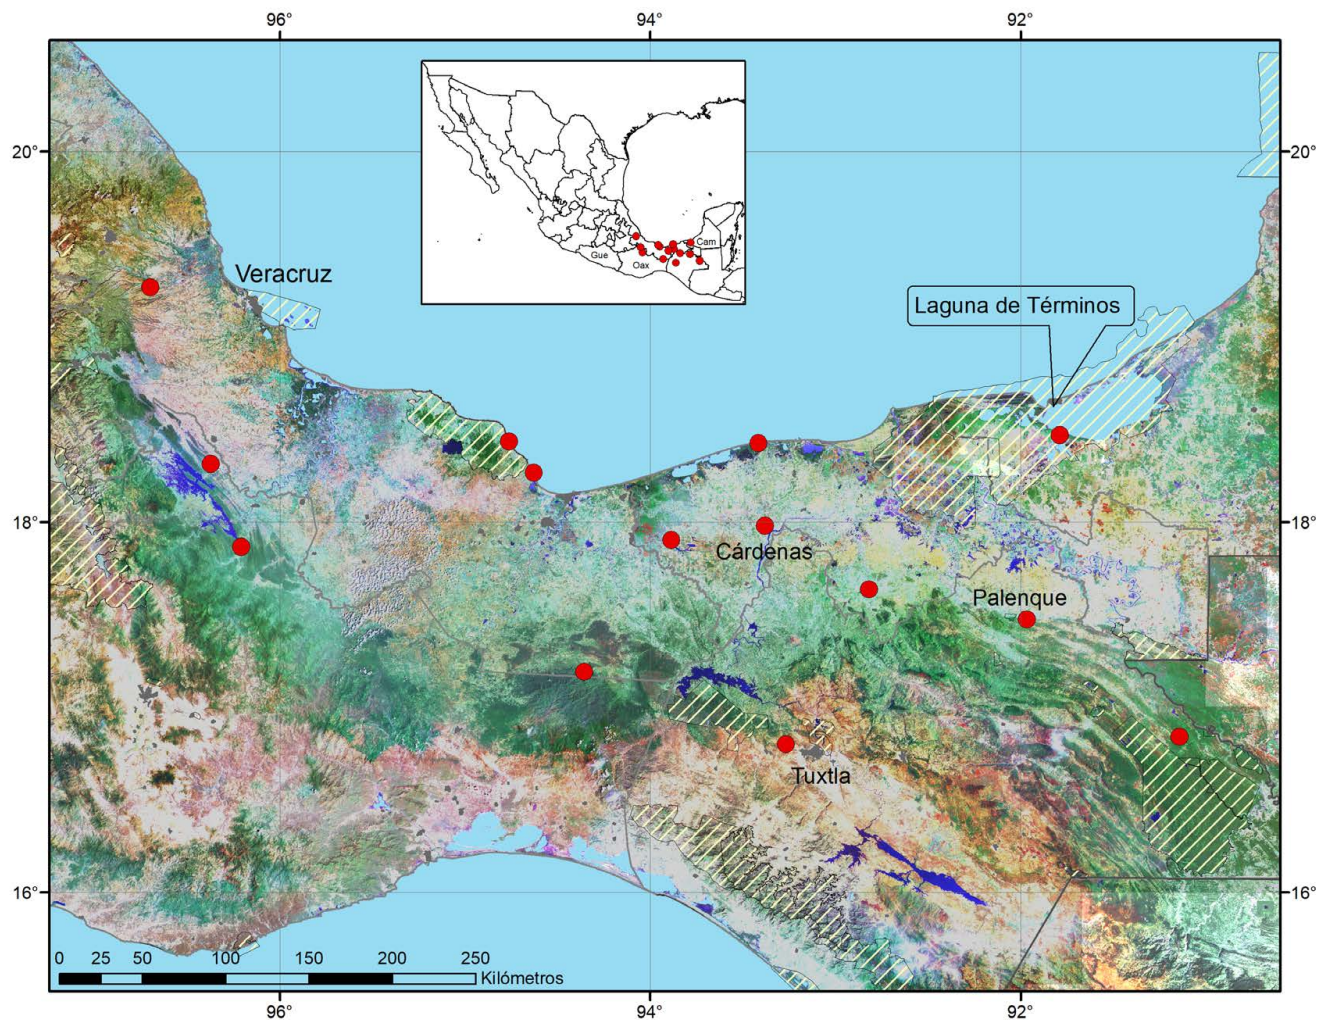 96°
94°
92°
20°
20°
Cam
Gue
Oax
Veracruz
Laguna de Términos
18°
18°
Cárdenas
Palenque
Tuxtla
16°
16°
0 25 50 100 150 200 250
Kilómetros
96°
94°
92°